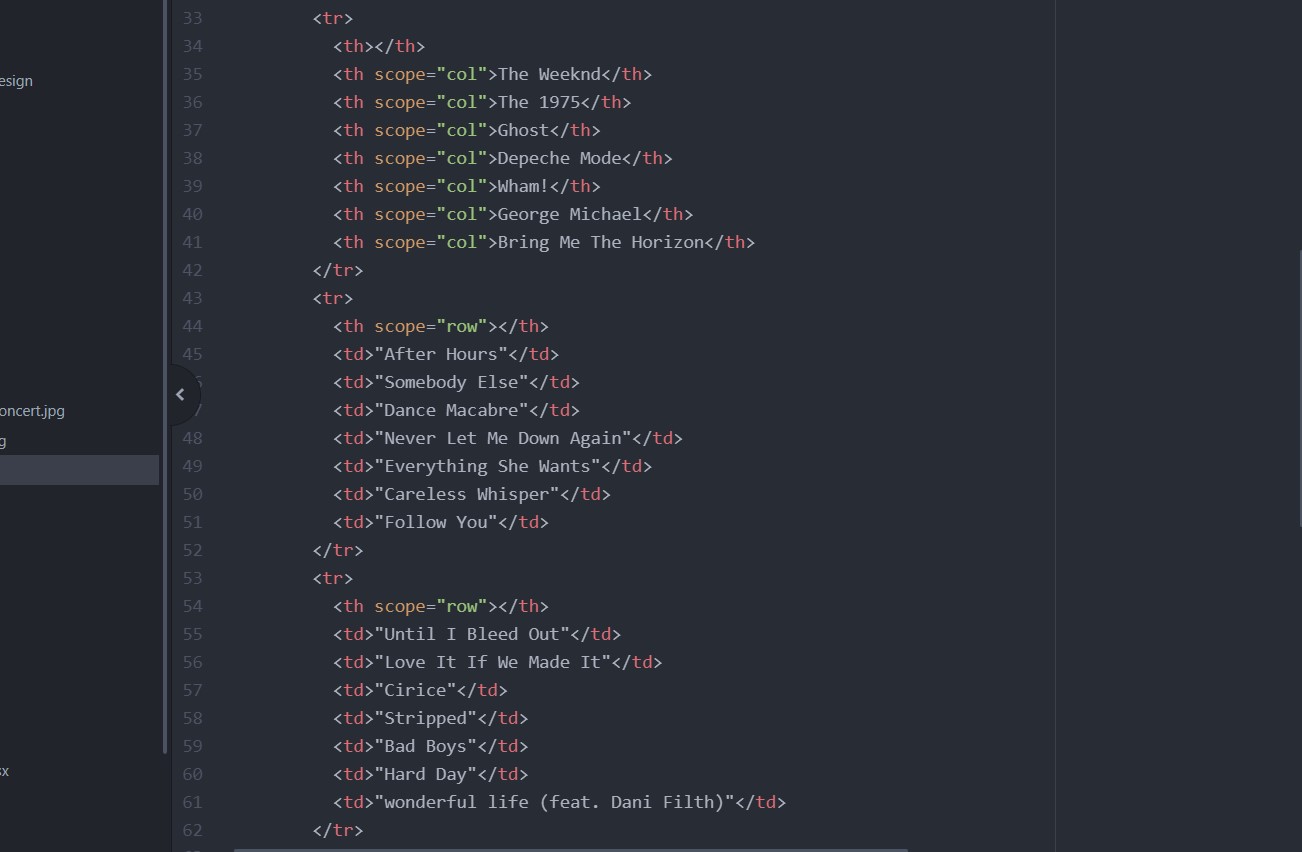 esign
oncert.jpg
g
sx
33 <tr>
34 <th></th>
35 <th scope="col">The Weeknd</th>
36 <th scope="col">The 1975</th>
37 <th scope="col">Ghost</th>
38 <th scope="col">Depeche Mode</th>
39 <th scope="col">Wham!</th>
40 <th scope="col">George Michael</th>
41 <th scope="col">Bring Me The Horizon</th>
42 </tr>
43 <tr>
44 <th scope="row"></th>
45 <td>"After Hours"</td>
<td>"Somebody Else"</td>
<td>"Dance Macabre"</td>
48 <td>"Never Let Me Down Again"</td>
49 <td>"Everything She Wants"</td>
50 <td>"Careless Whisper"</td>
51 <td>"Follow You"</td>
52 </tr>
53 <tr>
54 <th scope="row"></th>
55 <td>"Until I Bleed Out"</td>
56 <td>"Love It If We Made It"</td>
57 <td>"Cirice"</td>
58 <td>"Stripped"</td>
59 <td>"Bad Boys"</td>
60 <td>"Hard Day"</td>
61 <td>"wonderful life (feat. Dani Filth)"</td>
62 </tr>